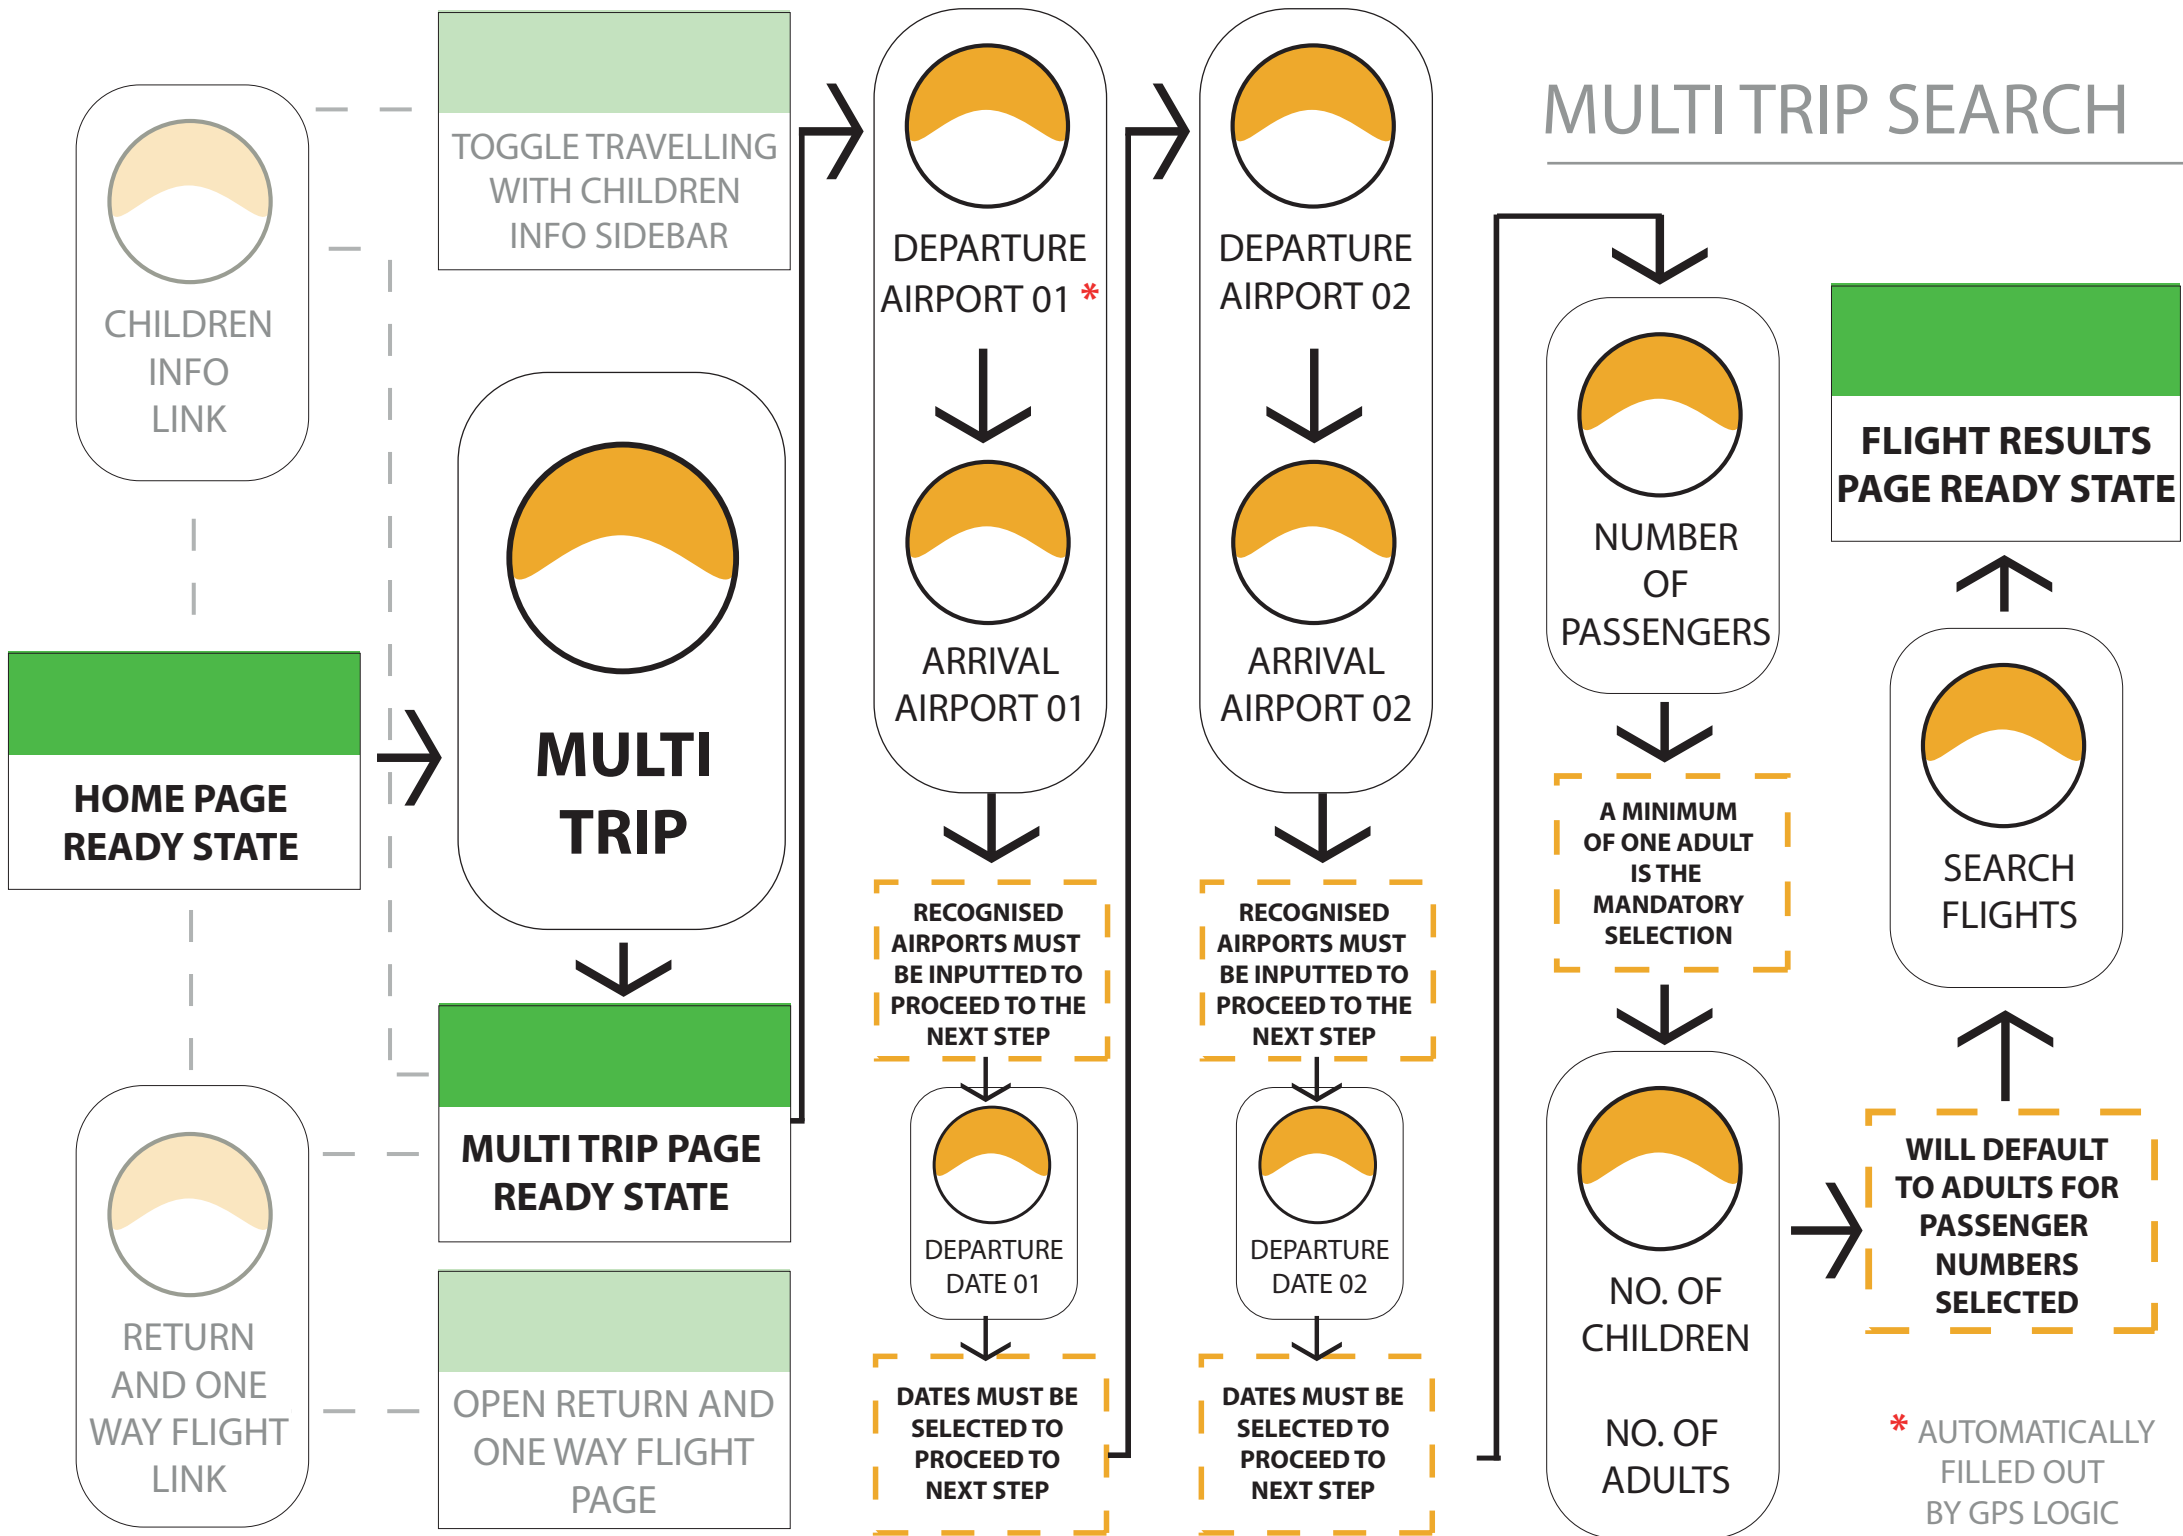 MULTI TRIP SEARCH
CHILDREN
INFO
LINK
TOGGLE TRAVELLING
WITH CHILDREN
INFO SIDEBAR
HOME PAGE
READY STATE
MULTI
TRIP
MULTI TRIP PAGE
READY STATE
RETURN
AND ONE
WAY FLIGHT
LINK
OPEN RETURN AND
ONE WAY FLIGHT
PAGE
DEPARTURE
AIRPORT 01 *
ARRIVAL
AIRPORT 01
RECOGNISED
AIRPORTS MUST
BE INPUTTED TO
PROCEED TO THE
NEXT STEP
DEPARTURE
DATE 01
DATES MUST BE
SELECTED TO
PROCEED TO
NEXT STEP
DEPARTURE
AIRPORT 02
ARRIVAL
AIRPORT 02
RECOGNISED
AIRPORTS MUST
BE INPUTTED TO
PROCEED TO THE
NEXT STEP
DEPARTURE
DATE 02
DATES MUST BE
SELECTED TO
PROCEED TO
NEXT STEP
NUMBER
OF
PASSENGERS
A MINIMUM
OF ONE ADULT
IS THE
MANDATORY
SELECTION
NO. OF
CHILDREN
NO. OF
ADULTS
WILL DEFAULT
TO ADULTS FOR
PASSENGER
NUMBERS
SELECTED
SEARCH
FLIGHTS
FLIGHT RESULTS
PAGE READY STATE
* AUTOMATICALLY
FILLED OUT
BY GPS LOGIC